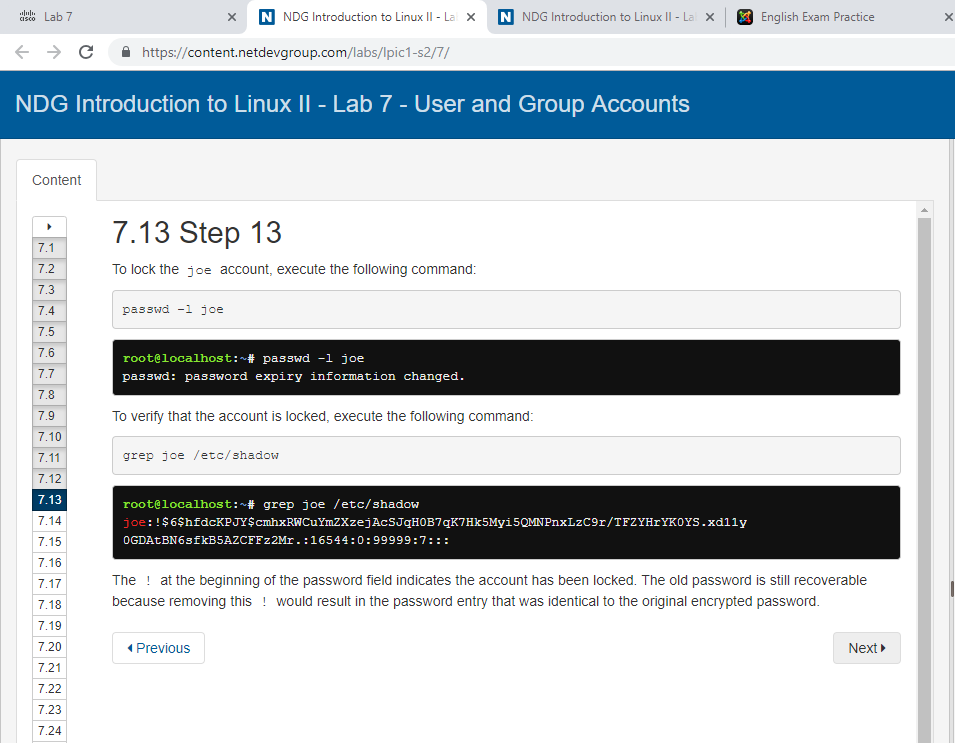 Lab 7
NDG Introduction to Linux II - Lab
NDG Introduction to Linux II - Lab
English Exam Practice
https://content.netdevgroup.com/labs/lpic1-s2/7/
NDG Introduction to Linux II - Lab 7 - User and Group Accounts
Content
7.1
7.2
7.3
7.4
7.5
7.6
7.7
7.8
7.9
7.10
7.11
7.12
7.13
7.14
7.15
7.16
7.17
7.18
7.19
7.20
7.21
7.22
7.23
7.24
7.13 Step 13
To lock the joe account, execute the following command:
passwd -l joe
root@localhost:~# passwd -l joe
passwd: password expiry information changed.
To verify that the account is locked, execute the following command:
grep joe /etc/shadow
root@localhost:~# grep joe /etc/shadow
joe:!$6$hfdcKPJY$cmhxRWCuYmZXzejAcSJqH0B7qK7Hk5Myi5QMNPnxLzC9r/TFZYHrYK0YS.xd11y
0GDAtBN6sfkB5AZCFFz2Mr.:16544:0:99999:7:::
The ! at the beginning of the password field indicates the account has been locked. The old password is still recoverable
because removing this ! would result in the password entry that was identical to the original encrypted password.
Previous
Next